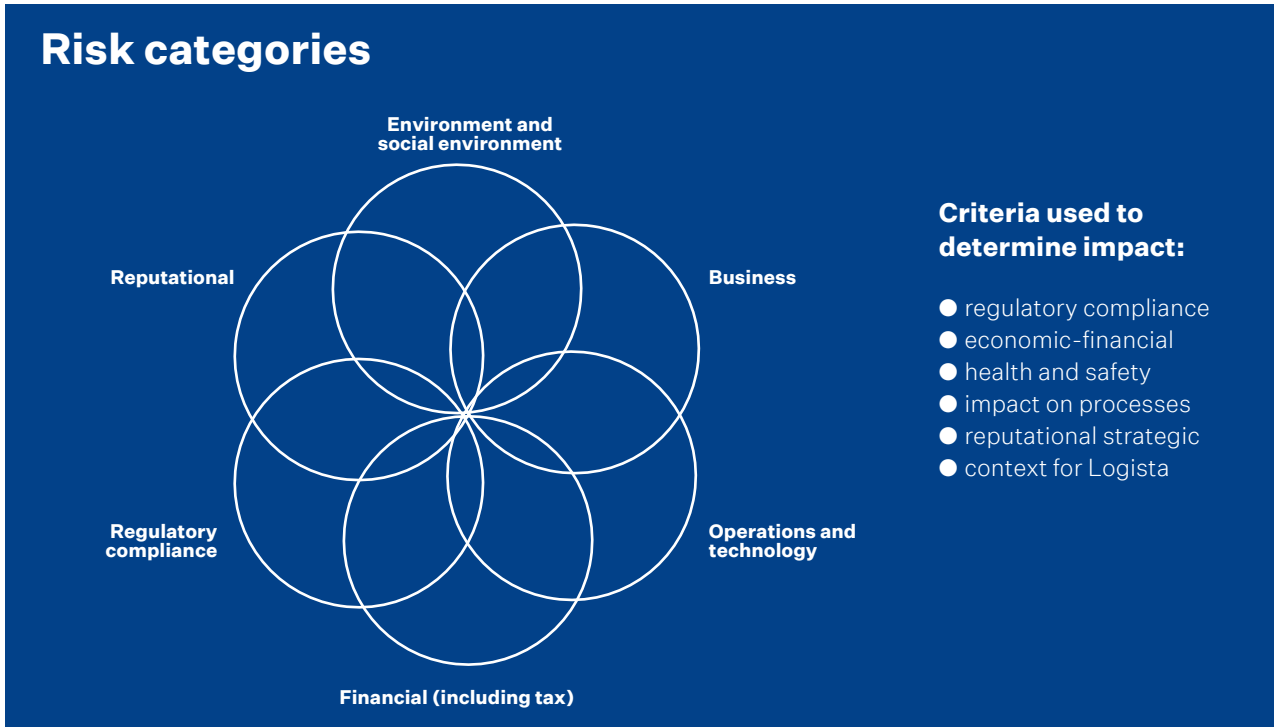 Risk categories
Environment and
social environment
Reputational
Business
Regulatory
compliance
Operations and
technology
Financial (including tax)
Criteria used to
determine impact:
● regulatory compliance
● economic-financial
● health and safety
● impact on processes
● reputational strategic
● context for Logista